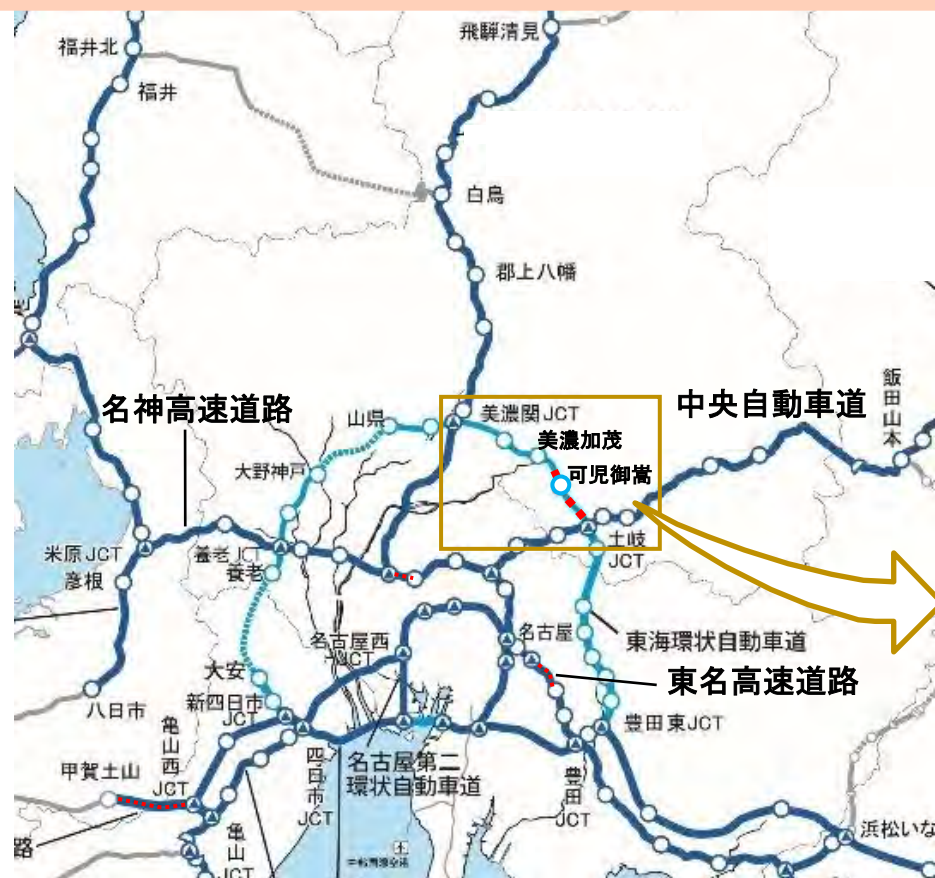 飛騨清見
福井北
福井
白鳥
郡上八幡
飯田山本
中央自動車道
名神高速道路
山県
美濃関JCT
美濃加茂
可児御嵩
大野神戸
土岐
JCT
米原JCT
彦根
養老JCT
養老
東海環状自動車道
名古屋西
JCT
名古屋
東名高速道路
大安
新四日市
JCT
八日市
豊田東JCT
亀山西
JCT
甲賀土山
四日市
JCT
名古屋第二
環状自動車道
豊田
JCT
浜松いな
路
亀山
JCT
中部国際空港